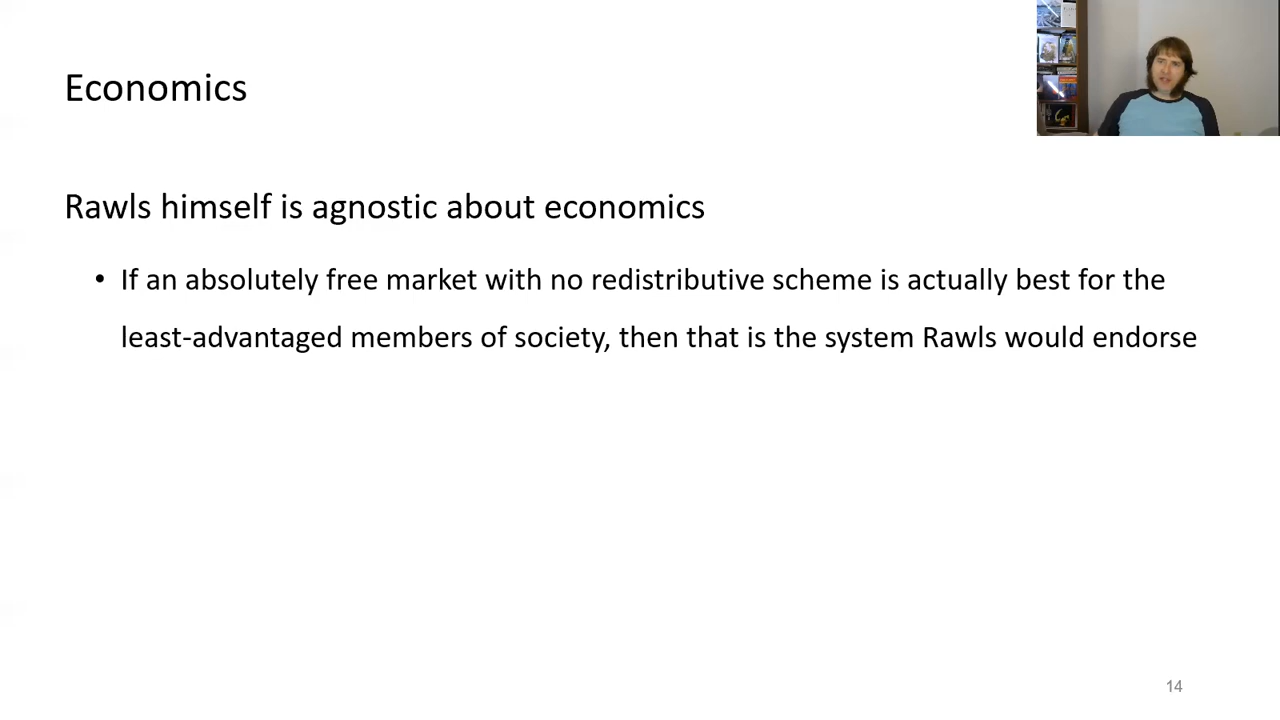 Economics
Rawls himself is agnostic about economics
• If an absolutely free market with no redistributive scheme is actually best for the
least-advantaged members of society, then that is the system Rawls would endorse
14